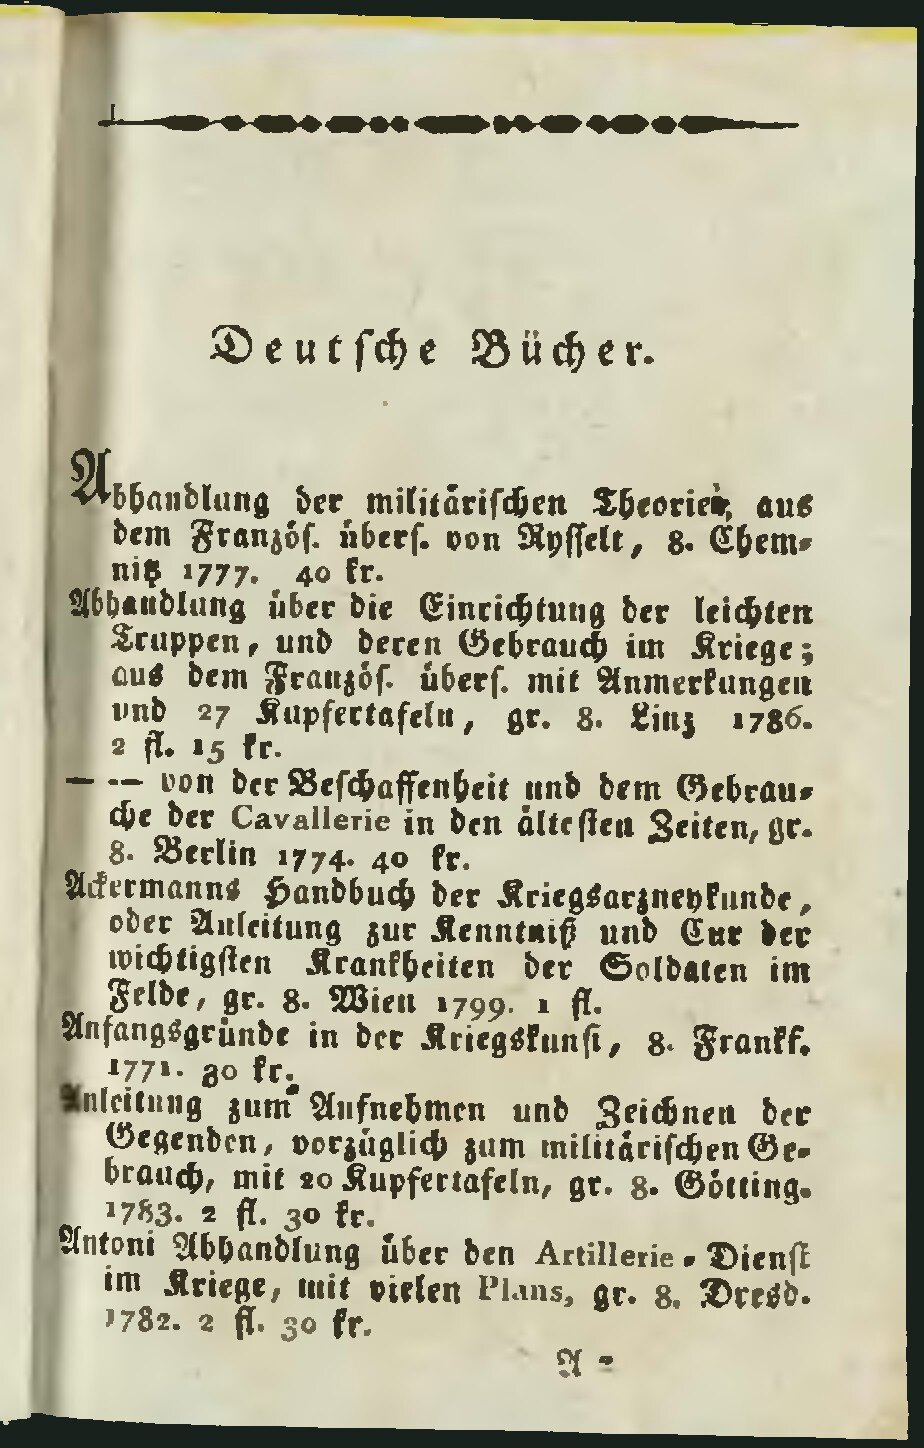 Deutsche Bücher.
Abhandlung der militärischen Theorien, aus
dem Französ. übers. von Rysselt, 8. Chem-
nitz 1777. 40 kr.
Abhandlung über die Einrichtung der leichten
Truppen, und deren Gebrauch im Kriege;
aus dem Französ. übers. mit Anmerkungen
und 27 Kupfertafeln, gr. 8. Linz 1786.
2 fl. 15 kr.
— — von der Beschaffenheit und dem Gebrau-
che der Cavallerie in den ältesten Zeiten, gr.
8. Berlin 1774. 40 kr.
Ackermanns Handbuch der Kriegsarzneykunde,
oder Anleitung zur Kenntniß und Cur der
wichtigsten Krankheiten der Soldaten im
Felde, gr. 8. Wien 1799. 1 fl.
Anfangsgründe in der Kriegskunst, 8. Frankf.
1771. 30 kr.
Anleitung zum Aufnehmen und Zeichnen der
Gegenden, vorzüglich zum militärischen Ge-
brauch, mit 20 Kupfertafeln, gr. 8. Götting.
1783. 2 fl. 30 kr.
Antoni Abhandlung über den Artillerie-Dienst
im Kriege, mit vielen Plans, gr. 8. Dresd.
1782. 2 fl. 30 kr.
A